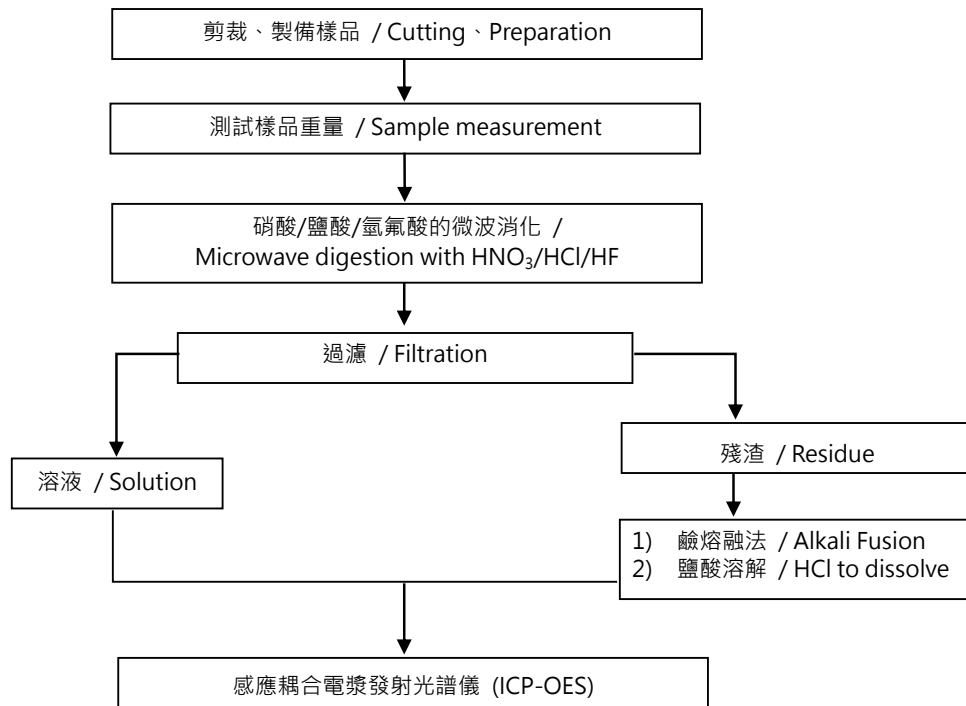 剪裁、製備樣品 / Cutting、Preparation
測試樣品重量 / Sample measurement
硝酸/鹽酸/氫氟酸的微波消化 /
Microwave digestion with HNO₃/HCl/HF
過濾 / Filtration
溶液 / Solution
殘渣 / Residue
1) 鹼熔融法 / Alkali Fusion
2) 鹽酸溶解 / HCl to dissolve
感應耦合電漿發射光譜儀 (ICP-OES)